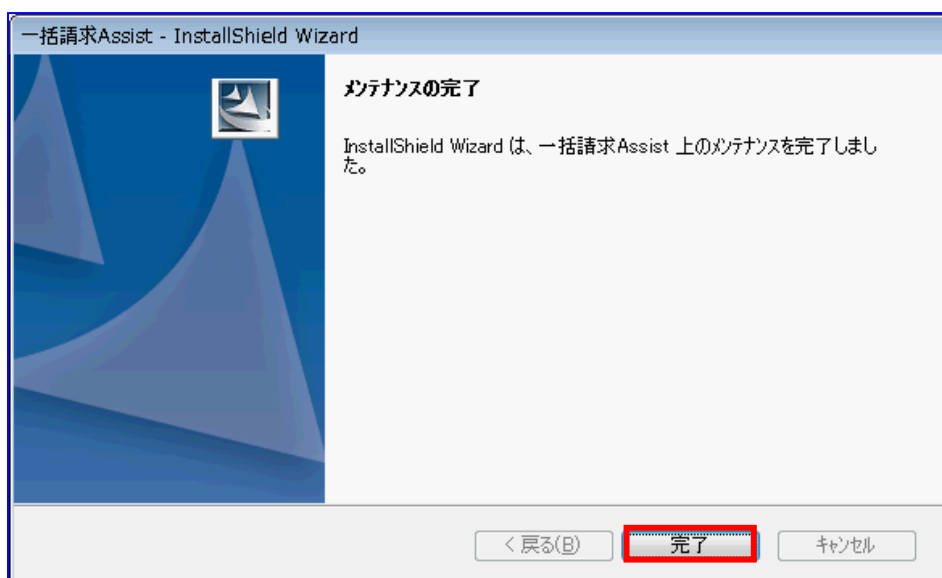 一括請求Assist - InstallShield Wizard
メンテナンスの完了
InstallShield Wizard は、一括請求Assist 上のメンテナンスを完了しまし
た。
< 戻る(B) 完了 キャンセル